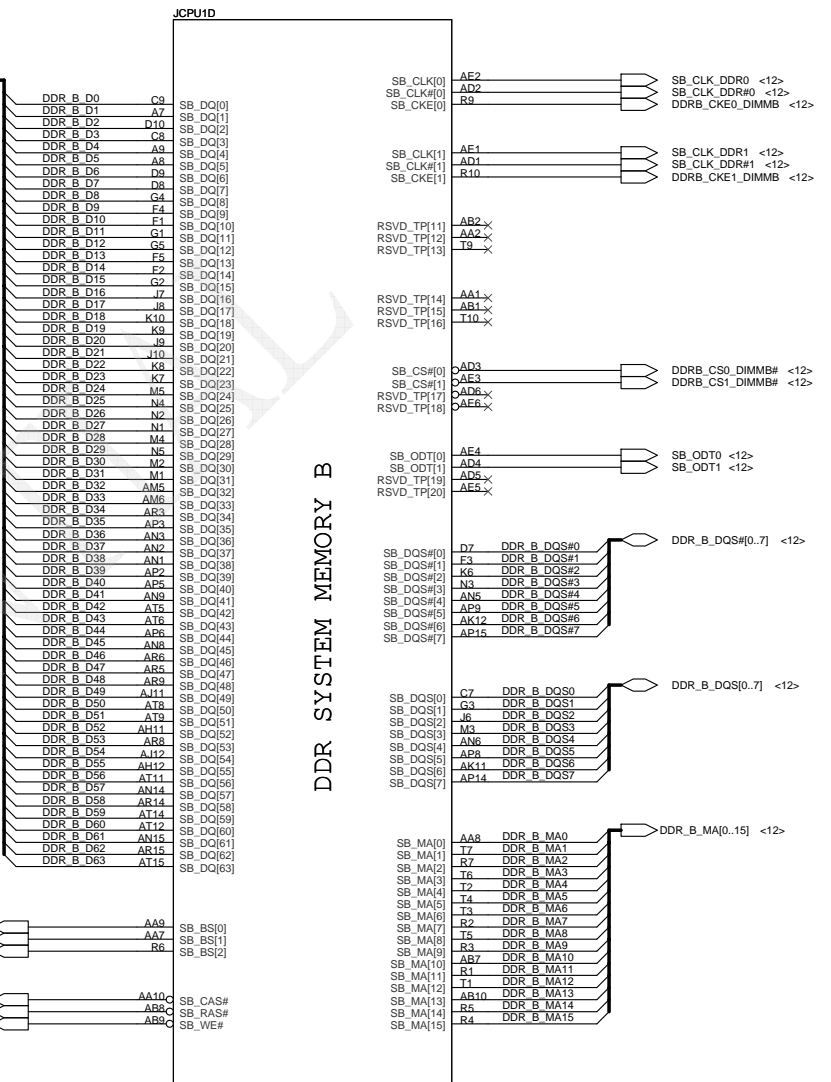 JCPU1D
DDR_B_D0 C9 SB_DQ[0]
DDR_B_D1 A7 SB_DQ[1]
DDR_B_D2 D10 SB_DQ[2]
DDR_B_D3 C8 SB_DQ[3]
DDR_B_D4 A9 SB_DQ[4]
DDR_B_D5 A8 SB_DQ[5]
DDR_B_D6 D9 SB_DQ[6]
DDR_B_D7 D8 SB_DQ[7]
DDR_B_D8 G4 SB_DQ[8]
DDR_B_D9 F4 SB_DQ[9]
DDR_B_D10 F1 SB_DQ[10]
DDR_B_D11 G1 SB_DQ[11]
DDR_B_D12 G5 SB_DQ[12]
DDR_B_D13 F5 SB_DQ[13]
DDR_B_D14 F2 SB_DQ[14]
DDR_B_D15 G2 SB_DQ[15]
DDR_B_D16 J7 SB_DQ[16]
DDR_B_D17 J8 SB_DQ[17]
DDR_B_D18 K10 SB_DQ[18]
DDR_B_D19 K9 SB_DQ[19]
DDR_B_D20 J9 SB_DQ[20]
DDR_B_D21 J10 SB_DQ[21]
DDR_B_D22 K8 SB_DQ[22]
DDR_B_D23 K7 SB_DQ[23]
DDR_B_D24 M5 SB_DQ[24]
DDR_B_D25 N4 SB_DQ[25]
DDR_B_D26 N2 SB_DQ[26]
DDR_B_D27 N1 SB_DQ[27]
DDR_B_D28 M4 SB_DQ[28]
DDR_B_D29 N5 SB_DQ[29]
DDR_B_D30 M2 SB_DQ[30]
DDR_B_D31 M1 SB_DQ[31]
DDR_B_D32 AM5 SB_DQ[32]
DDR_B_D33 AM6 SB_DQ[33]
DDR_B_D34 AR3 SB_DQ[34]
DDR_B_D35 AP3 SB_DQ[35]
DDR_B_D36 AN3 SB_DQ[36]
DDR_B_D37 AN2 SB_DQ[37]
DDR_B_D38 AN1 SB_DQ[38]
DDR_B_D39 AP2 SB_DQ[39]
DDR_B_D40 AP5 SB_DQ[40]
DDR_B_D41 AN9 SB_DQ[41]
DDR_B_D42 AT5 SB_DQ[42]
DDR_B_D43 AT6 SB_DQ[43]
DDR_B_D44 AP6 SB_DQ[44]
DDR_B_D45 AN8 SB_DQ[45]
DDR_B_D46 AR6 SB_DQ[46]
DDR_B_D47 AR5 SB_DQ[47]
DDR_B_D48 AR9 SB_DQ[48]
DDR_B_D49 AJ11 SB_DQ[49]
DDR_B_D50 AT8 SB_DQ[50]
DDR_B_D51 AT9 SB_DQ[51]
DDR_B_D52 AH11 SB_DQ[52]
DDR_B_D53 AR8 SB_DQ[53]
DDR_B_D54 AJ12 SB_DQ[54]
DDR_B_D55 AH12 SB_DQ[55]
DDR_B_D56 AT11 SB_DQ[56]
DDR_B_D57 AN14 SB_DQ[57]
DDR_B_D58 AR14 SB_DQ[58]
DDR_B_D59 AT14 SB_DQ[59]
DDR_B_D60 AT12 SB_DQ[60]
DDR_B_D61 AN15 SB_DQ[61]
DDR_B_D62 AR15 SB_DQ[62]
DDR_B_D63 AT15 SB_DQ[63]
AA9 SB_BS[0]
AA7 SB_BS[1]
R6 SB_BS[2]
AA10 SB_CAS#
AB8 SB_RAS#
AB9 SB_WE#
DDR SYSTEM MEMORY B
SB_CLK[0] AE2 SB_CLK_DDR0 <12>
SB_CLK#[0] AD2 SB_CLK_DDR#0 <12>
SB_CKE[0] R9 DDRB_CKE0_DIMMB <12>
SB_CLK[1] AE1 SB_CLK_DDR1 <12>
SB_CLK#[1] AD1 SB_CLK_DDR#1 <12>
SB_CKE[1] R10 DDRB_CKE1_DIMMB <12>
RSVD_TP[11] AB2
RSVD_TP[12] AA2
RSVD_TP[13] T9
RSVD_TP[14] AA1
RSVD_TP[15] AB1
RSVD_TP[16] T10
SB_CS#[0] AD3 DDRB_CS0_DIMMB# <12>
SB_CS#[1] AE3 DDRB_CS1_DIMMB# <12>
RSVD_TP[17] AD6
RSVD_TP[18] AE6
SB_ODT[0] AE4 SB_ODT0 <12>
SB_ODT[1] AD4 SB_ODT1 <12>
RSVD_TP[19] AD5
RSVD_TP[20] AE5
DDR_B_DQS#[0..7] <12>
SB_DQS#[0] D7 DDR_B_DQS#0
SB_DQS#[1] F3 DDR_B_DQS#1
SB_DQS#[2] K6 DDR_B_DQS#2
SB_DQS#[3] N3 DDR_B_DQS#3
SB_DQS#[4] AN5 DDR_B_DQS#4
SB_DQS#[5] AP9 DDR_B_DQS#5
SB_DQS#[6] AK12 DDR_B_DQS#6
SB_DQS#[7] AP15 DDR_B_DQS#7
DDR_B_DQS[0..7] <12>
SB_DQS[0] C7 DDR_B_DQS0
SB_DQS[1] G3 DDR_B_DQS1
SB_DQS[2] J6 DDR_B_DQS2
SB_DQS[3] M3 DDR_B_DQS3
SB_DQS[4] AN6 DDR_B_DQS4
SB_DQS[5] AP8 DDR_B_DQS5
SB_DQS[6] AK11 DDR_B_DQS6
SB_DQS[7] AP14 DDR_B_DQS7
DDR_B_MA[0..15] <12>
SB_MA[0] AA8 DDR_B_MA0
SB_MA[1] T7 DDR_B_MA1
SB_MA[2] R7 DDR_B_MA2
SB_MA[3] T6 DDR_B_MA3
SB_MA[4] T2 DDR_B_MA4
SB_MA[5] T4 DDR_B_MA5
SB_MA[6] T3 DDR_B_MA6
SB_MA[7] R2 DDR_B_MA7
SB_MA[8] T5 DDR_B_MA8
SB_MA[9] R3 DDR_B_MA9
SB_MA[10] AB7 DDR_B_MA10
SB_MA[11] R1 DDR_B_MA11
SB_MA[12] T1 DDR_B_MA12
SB_MA[13] AB10 DDR_B_MA13
SB_MA[14] R5 DDR_B_MA14
SB_MA[15] R4 DDR_B_MA15